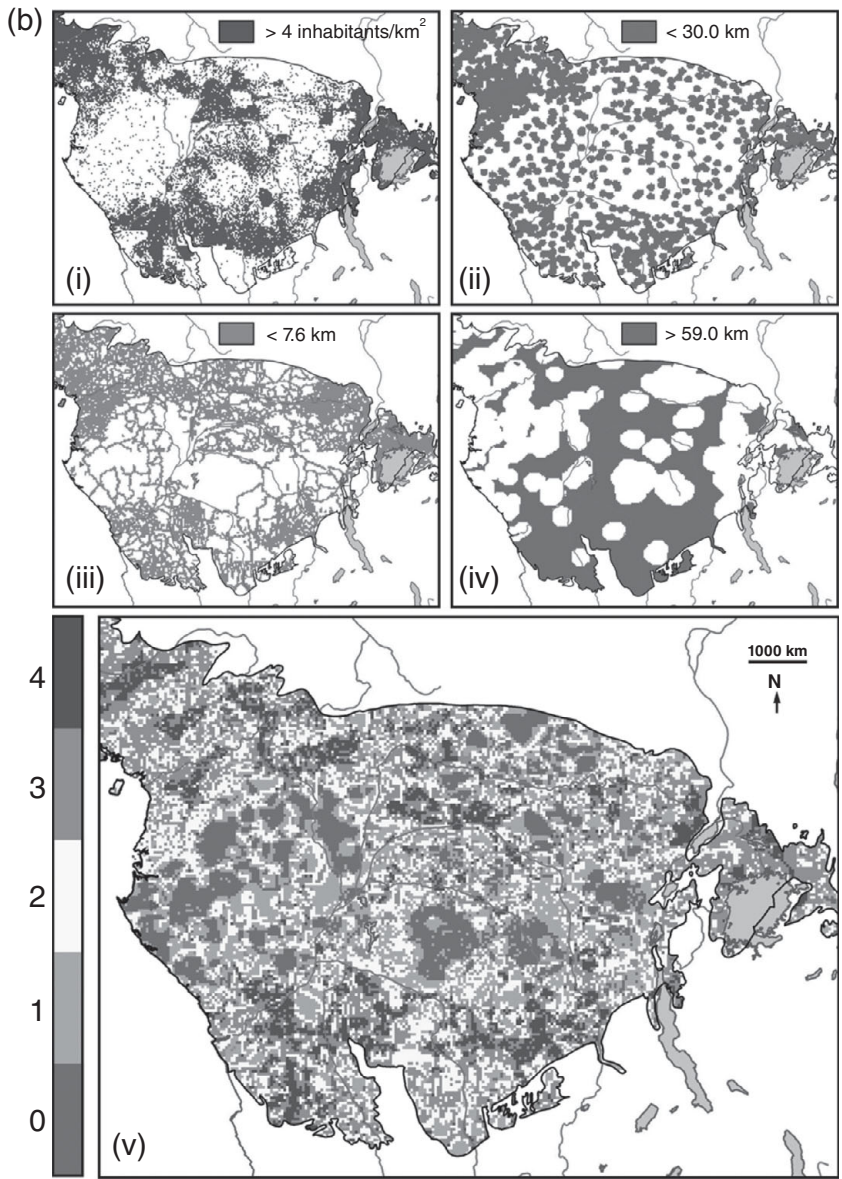 (b)
> 4 inhabitants/km²
(i)
< 30.0 km
(ii)
< 7.6 km
(iii)
> 59.0 km
(iv)
4
3
2
1
0
1000 km
N
(v)